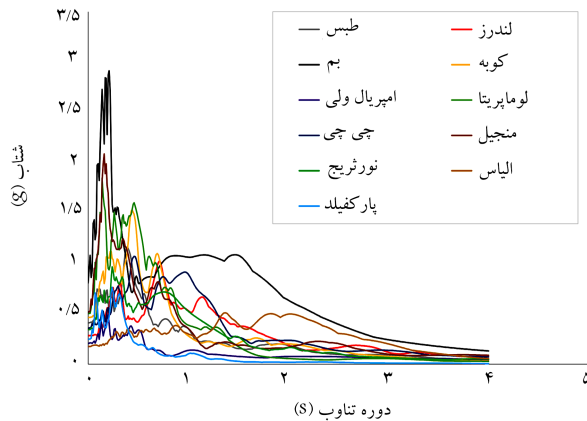 ۳/۵
۳
۲/۵
۲
۱/۵
۱
۰/۵
۰
شتاب (g)
۰ ۱ ۲ ۳ ۴ ۵
دوره تناوب (s)
طبس
بم
امپریال ولی
چی چی
نورثریج
پارکفیلد
لندرز
کوبه
لوماپریتا
منجیل
الیاس